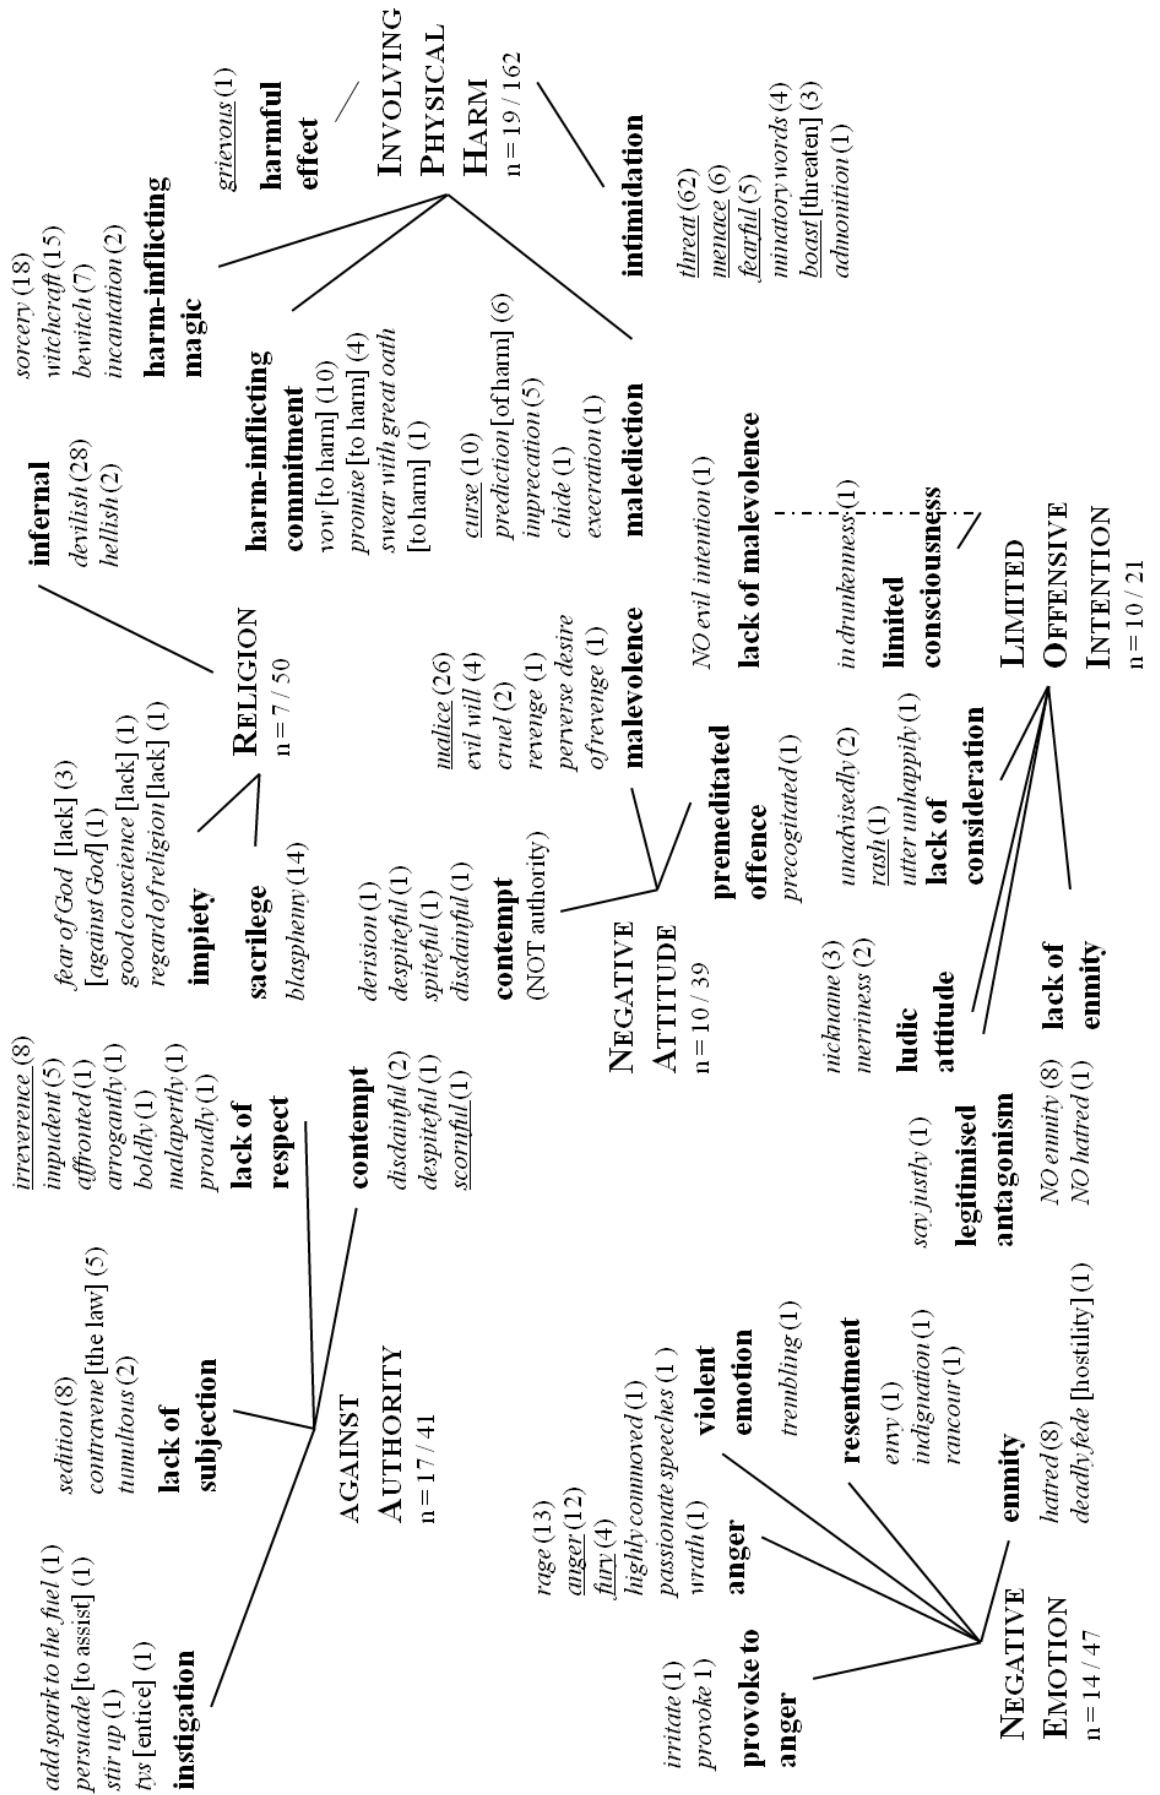 add spark to the fuel (1)
persuade [to assist] (1)
stir up (1)
tys [entice] (1)
instigation
sedition (8)
contravene [the law] (5)
tumultous (2)
lack of
subjection
irreverence (8)
impudent (5)
affronted (1)
arrogantly (1)
boldly (1)
malapertly (1)
proudly (1)
lack of
respect
contempt
disdainful (2)
despiteful (1)
scornful (1)
AGAINST
AUTHORITY
n = 17 / 41
fear of God [lack] (3)
[against God] (1)
good conscience [lack] (1)
regard of religion [lack] (1)
impiety
sacrilege
blasphemy (14)
RELIGION
n = 7 / 50
infernal
devilish (28)
hellish (2)
sorcery (18)
witchcraft (15)
bewitch (7)
incantation (2)
harm-inflicting
magic
grievous (1)
harmful
effect
INVOLVING
PHYSICAL
HARM
n = 19 / 162
harm-inflicting
commitment
vow [to harm] (10)
promise [to harm] (4)
swear with great oath
[to harm] (1)
curse (10)
prediction [of harm] (6)
imprecation (5)
chide (1)
execration (1)
malediction
intimidation
threat (62)
menace (6)
fearful (5)
minatory words (4)
boast [threaten] (3)
admonition (1)
derision (1)
despiteful (1)
spiteful (1)
disdainful (1)
contempt
(NOT authority)
malice (26)
evil will (4)
cruel (2)
revenge (1)
perverse desire
of revenge (1)
malevolence
NEGATIVE
ATTITUDE
n = 10 / 39
premeditated
offence
precogitated (1)
NO evil intention (1)
lack of malevolence
in drunkenness (1)
limited
consciousness
LIMITED
OFFENSIVE
INTENTION
n = 10 / 21
unadvisedly (2)
rash (1)
utter unhappily (1)
lack of
consideration
nickname (3)
merriness (2)
ludic
attitude
say justly (1)
legitimised
antagonism
lack of
enmity
NO enmity (8)
NO hatred (1)
rage (13)
anger (12)
fury (4)
highly commoved (1)
passionate speeches (1 )
wrath (1)
anger
irritate (1)
provoke 1)
provoke to
anger
violent
emotion
trembling (1)
resentment
envy (1)
indignation (1)
rancour (1)
enmity
hatred (8)
deadly fede [hostility] (1)
NEGATIVE
EMOTION
n = 14 / 47